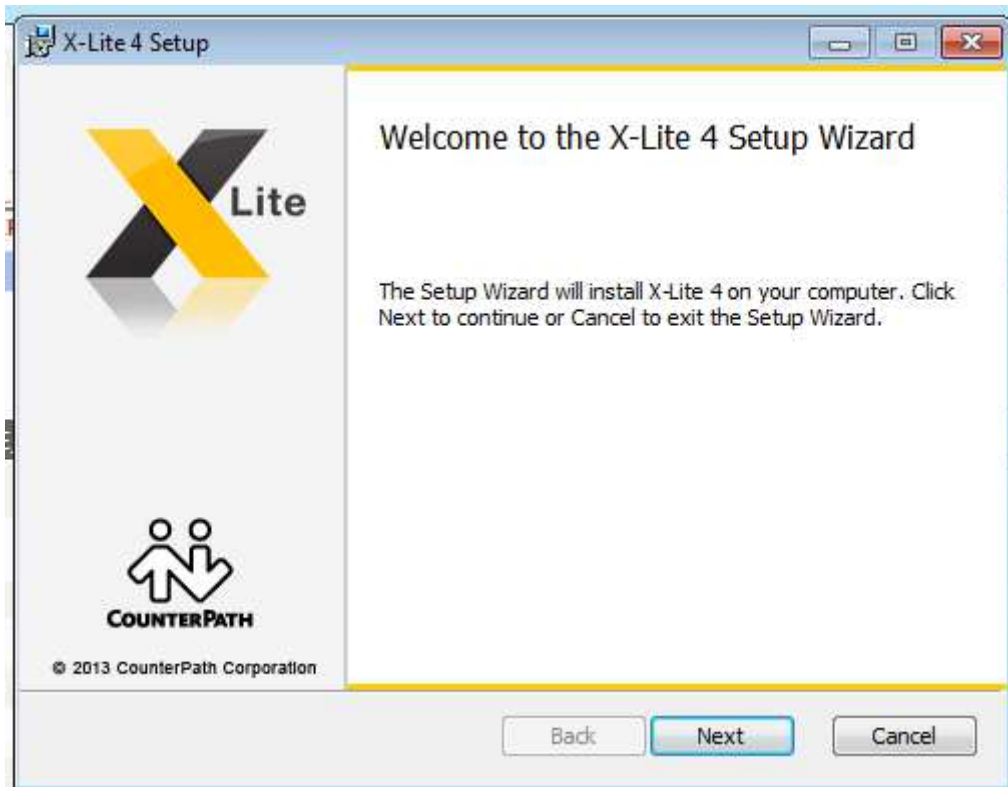 X-Lite 4 Setup
Lite
Welcome to the X-Lite 4 Setup Wizard
The Setup Wizard will install X-Lite 4 on your computer. Click
Next to continue or Cancel to exit the Setup Wizard.
COUNTERPATH
© 2013 CounterPath Corporation
Back
Next
Cancel